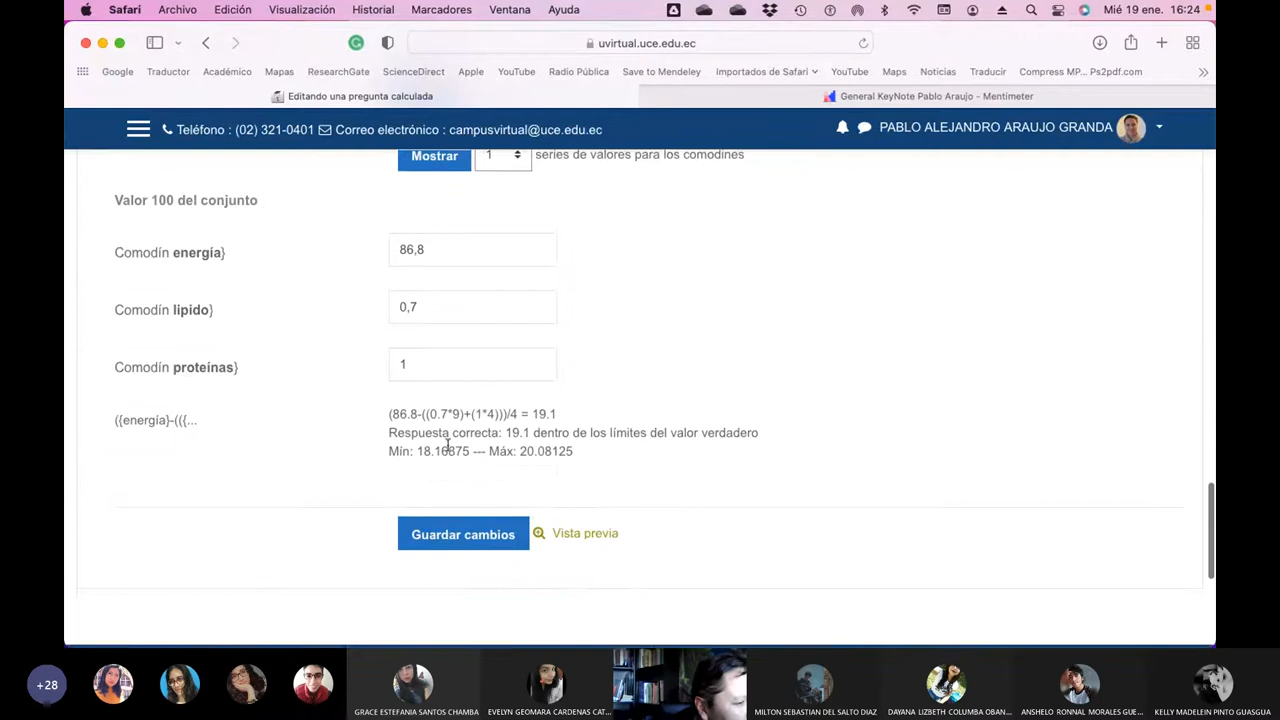 Safari Archivo Edición Visualización Historial Marcadores Ventana Ayuda Mié 19 ene. 16:24
uvirtual.uce.edu.ec
Google Traductor Académico Mapas ResearchGate ScienceDirect Apple YouTube Radio Pública Save to Mendeley Importados de Safari YouTube Maps Noticias Traducir Compress MP... Ps2pdf.com
Editando una pregunta calculada General KeyNote Pablo Araujo - Mentimeter
Teléfono : (02) 321-0401 Correo electrónico : campusvirtual@uce.edu.ec PABLO ALEJANDRO ARAUJO GRANDA
Mostrar 1 series de valores para los comodines
Valor 100 del conjunto
Comodín energía} 86,8
Comodín lipido} 0,7
Comodín proteínas} 1
({energía}-(({... (86.8-((0.7*9)+(1*4)))/4 = 19.1
Respuesta correcta: 19.1 dentro de los límites del valor verdadero
Mín: 18.16875 --- Máx: 20.08125
Guardar cambios Vista previa
+28 GRACE ESTEFANIA SANTOS CHAMBA EVELYN GEOMARA CARDENAS CAT... MILTON SEBASTIAN DEL SALTO DIAZ DAYANA LIZBETH COLUMBA OBAN... ANSHELO RONNAL MORALES GUE... KELLY MADELEIN PINTO GUASGUA